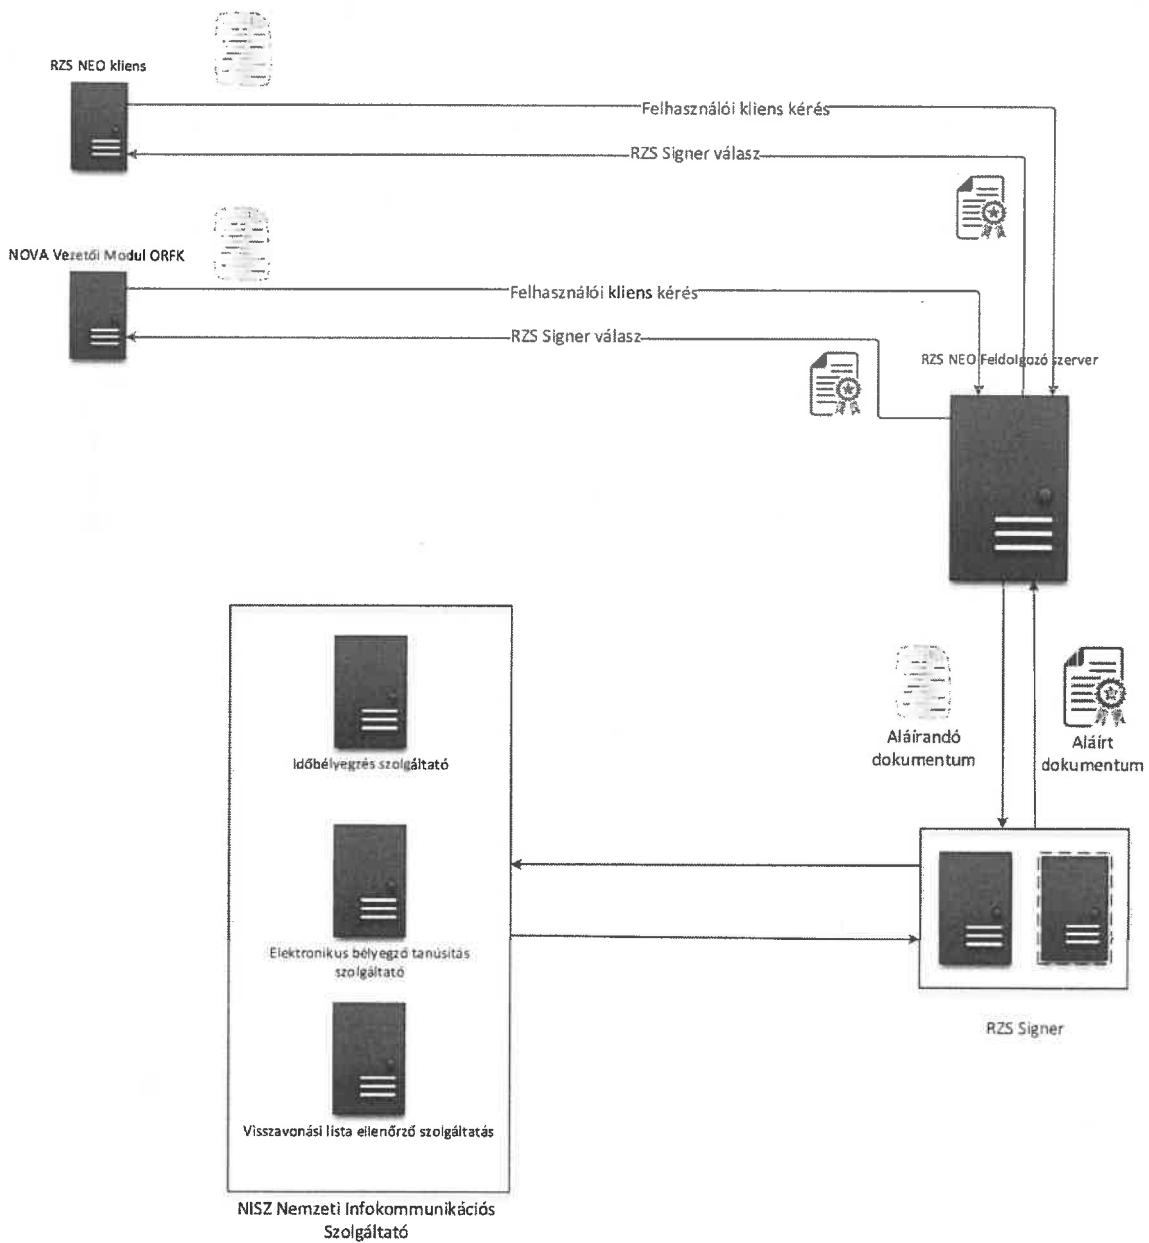 RZS NEO kliens
Felhasználói kliens kérés
RZS Signer válasz
NOVA Vezetői Modul ORFK
Felhasználói kliens kérés
RZS Signer válasz
RZS NEO Feldolgozó szerver
Aláírandó
dokumentum
Aláírt
dokumentum
Időbélyegzés szolgáltató
Elektronikus bélyegző tanúsítás
szolgáltató
Visszavonási lista ellenőrző szolgáltatás
RZS Signer
NISZ Nemzeti Infokommunikációs
Szolgáltató